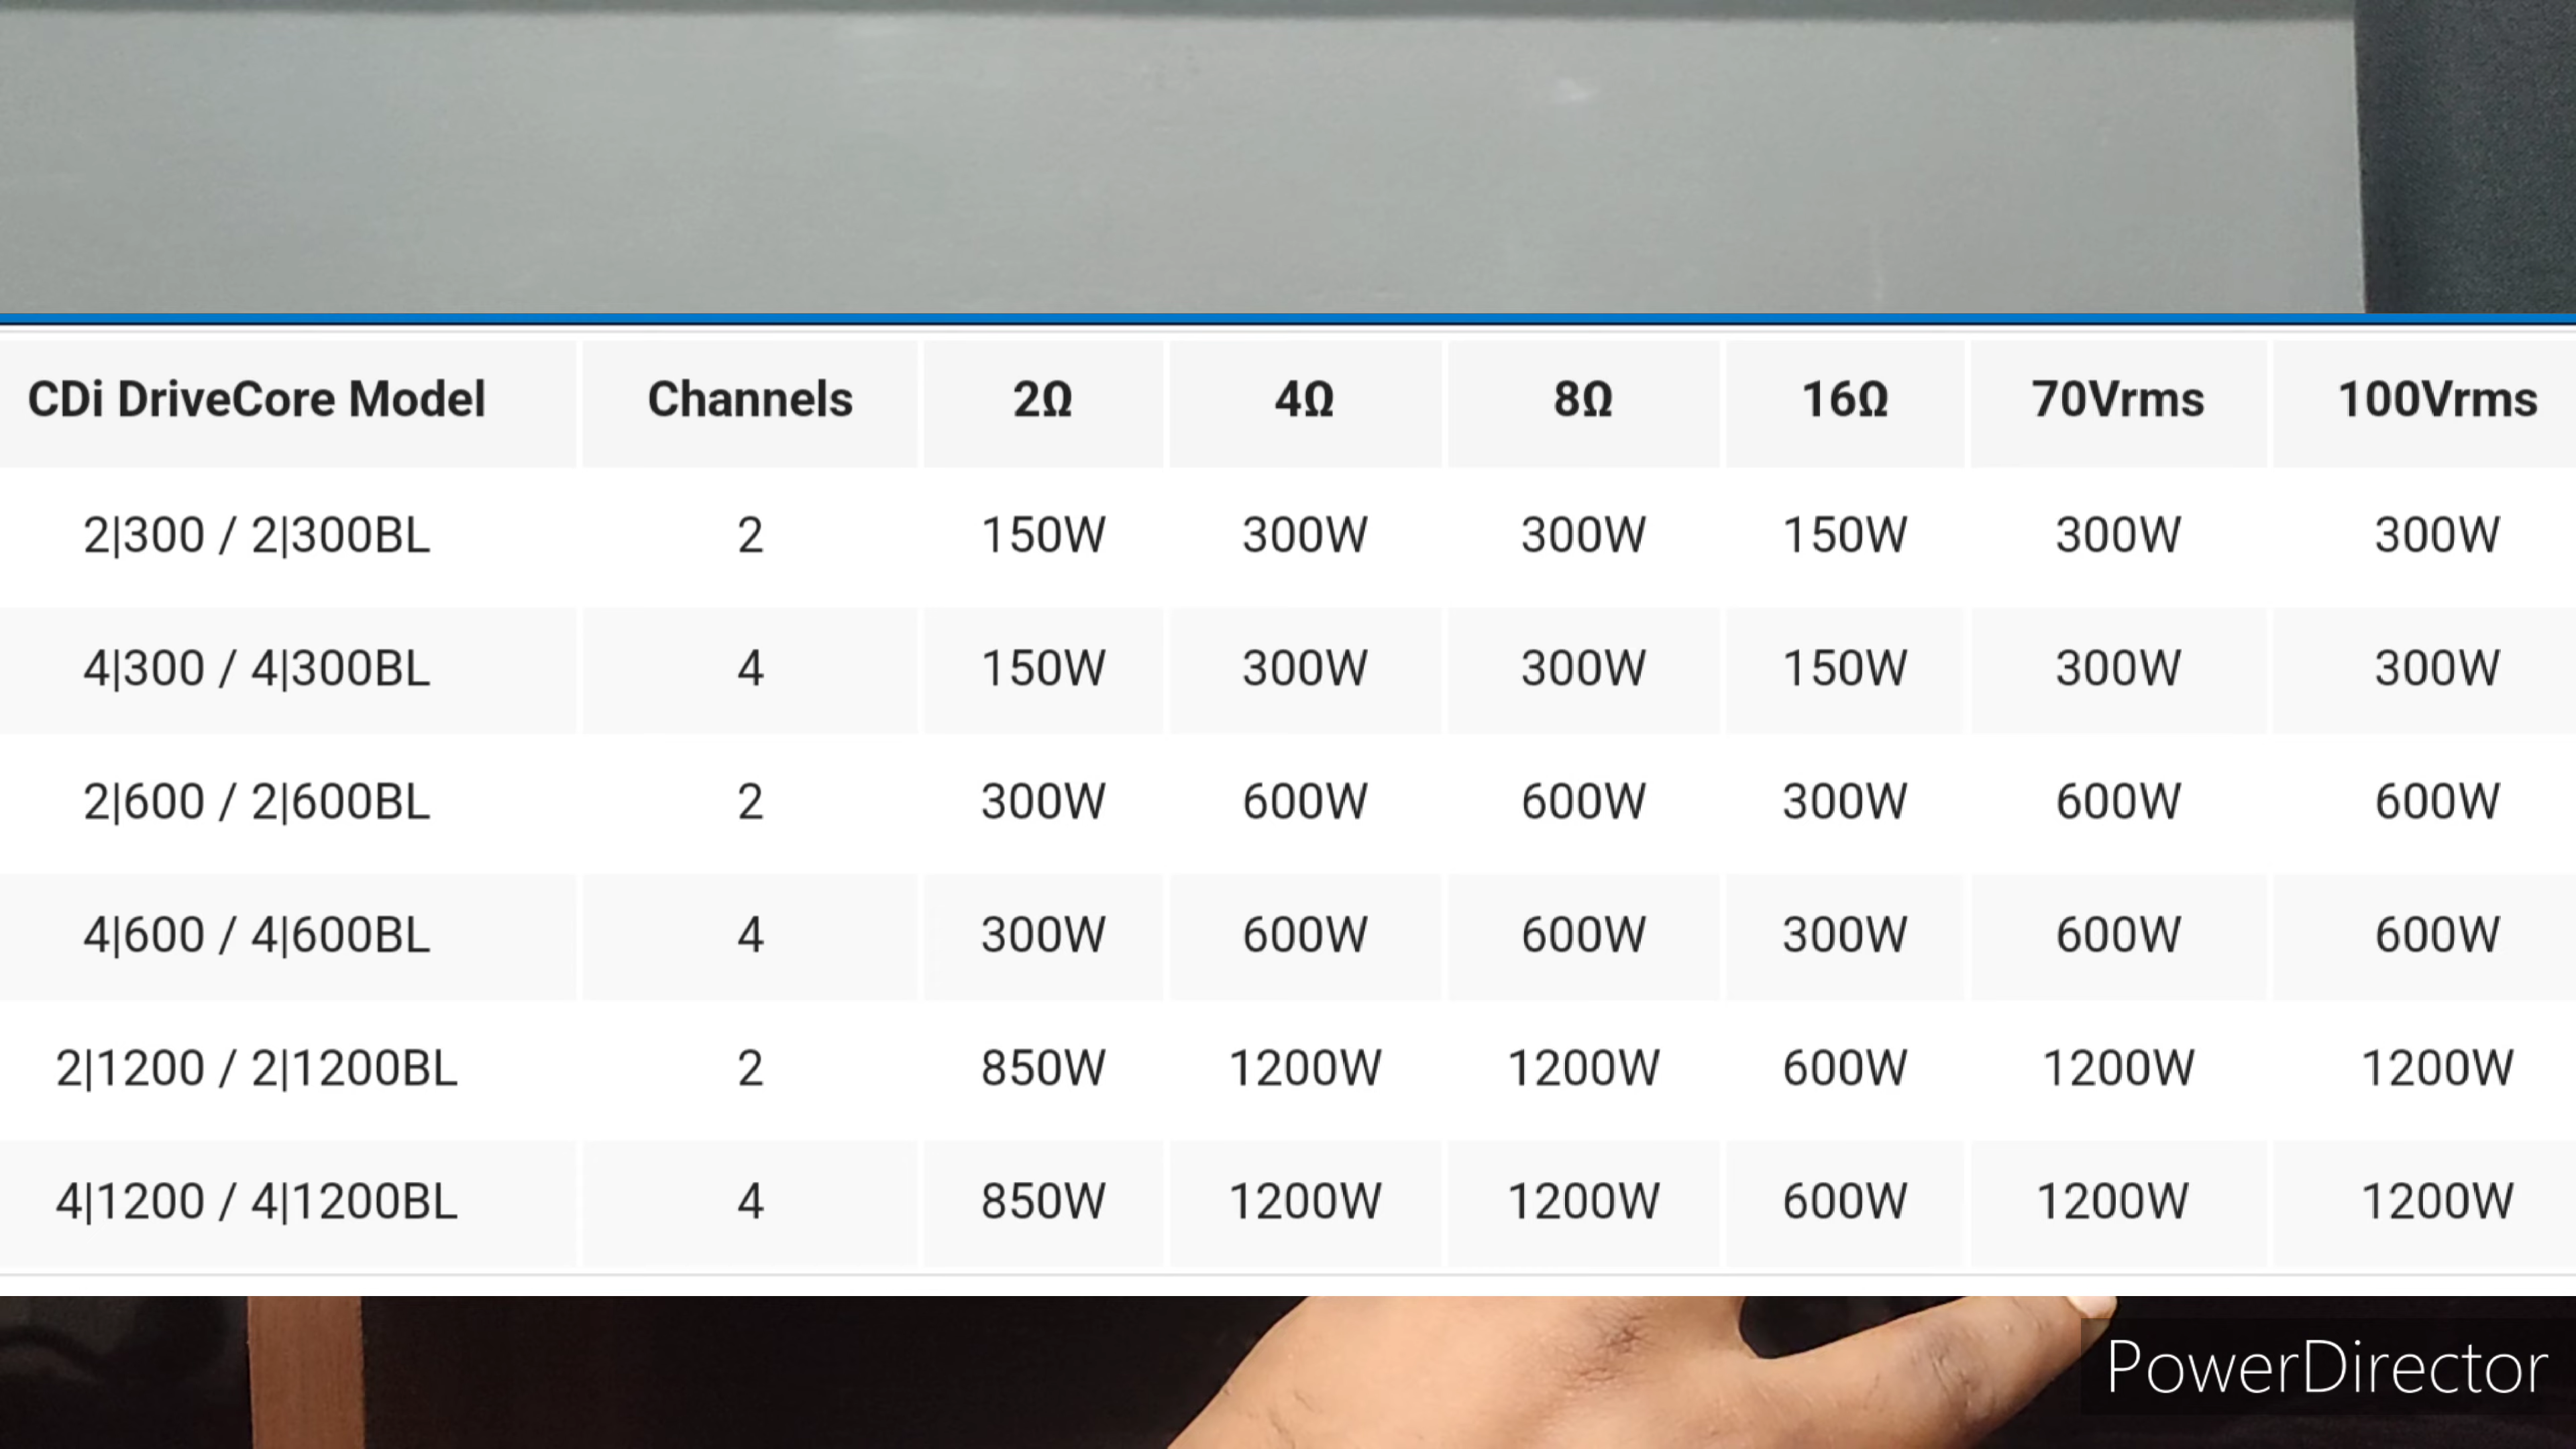 CDi DriveCore Model Channels 2Ω 4Ω 8Ω 16Ω 70Vrms 100Vrms
2|300 / 2|300BL 2 150W 300W 300W 150W 300W 300W
4|300 / 4|300BL 4 150W 300W 300W 150W 300W 300W
2|600 / 2|600BL 2 300W 600W 600W 300W 600W 600W
4|600 / 4|600BL 4 300W 600W 600W 300W 600W 600W
2|1200 / 2|1200BL 2 850W 1200W 1200W 600W 1200W 1200W
4|1200 / 4|1200BL 4 850W 1200W 1200W 600W 1200W 1200W
PowerDirector